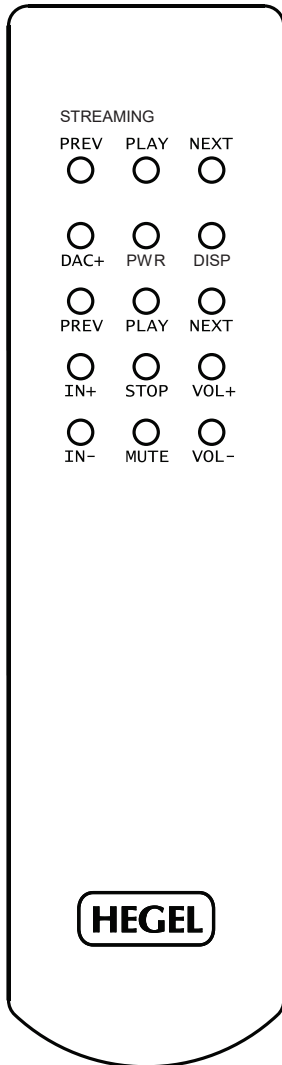 STREAMING
PREV PLAY NEXT
DAC+ PWR DISP
PREV PLAY NEXT
IN+ STOP VOL+
IN- MUTE VOL-
HEGEL